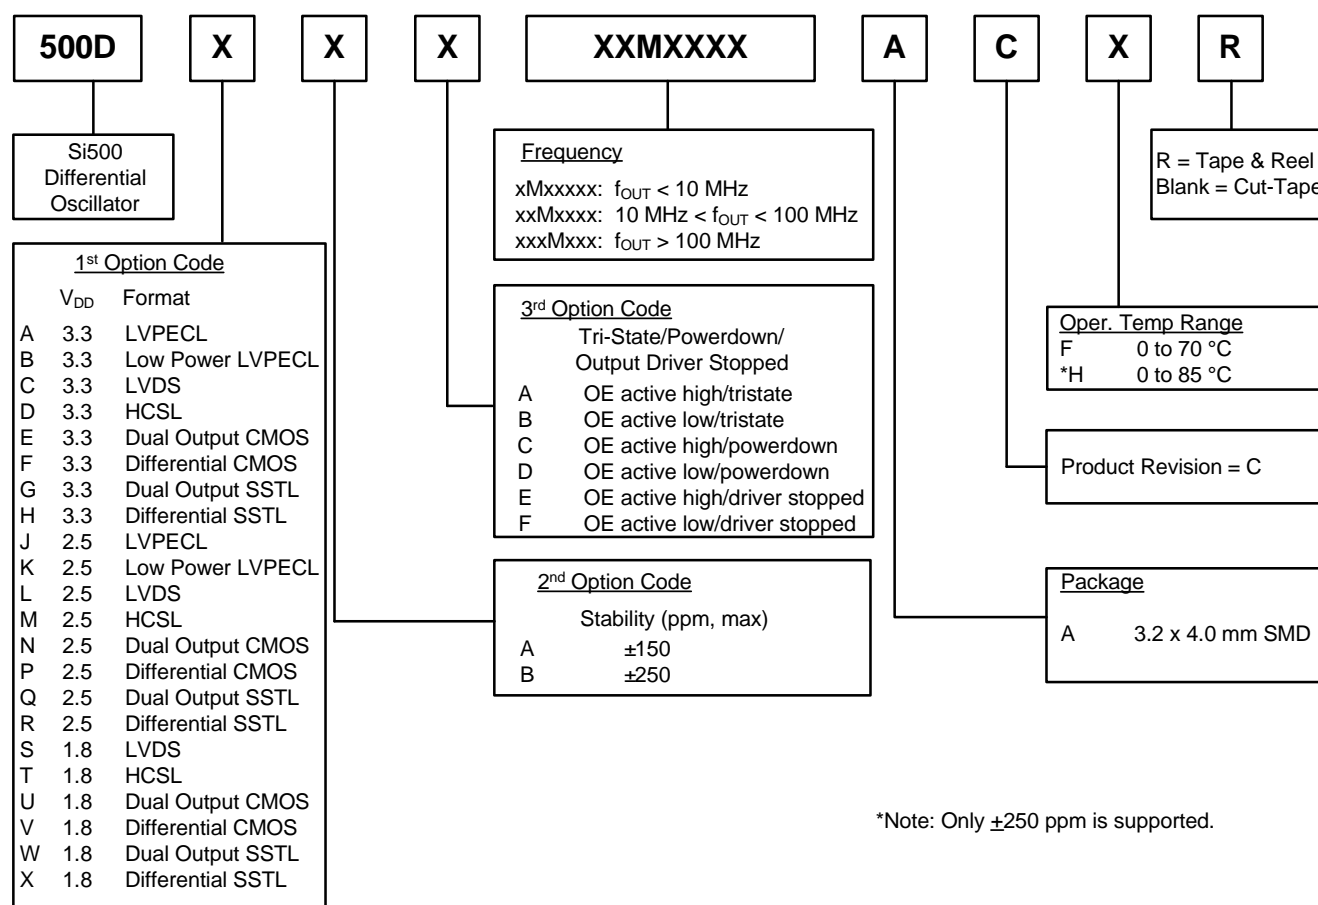 500D X X X XXMXXXX A C X R
Si500
Differential
Oscillator
1st Option Code
VDD Format
A 3.3 LVPECL
B 3.3 Low Power LVPECL
C 3.3 LVDS
D 3.3 HCSL
E 3.3 Dual Output CMOS
F 3.3 Differential CMOS
G 3.3 Dual Output SSTL
H 3.3 Differential SSTL
J 2.5 LVPECL
K 2.5 Low Power LVPECL
L 2.5 LVDS
M 2.5 HCSL
N 2.5 Dual Output CMOS
P 2.5 Differential CMOS
Q 2.5 Dual Output SSTL
R 2.5 Differential SSTL
S 1.8 LVDS
T 1.8 HCSL
U 1.8 Dual Output CMOS
V 1.8 Differential CMOS
W 1.8 Dual Output SSTL
X 1.8 Differential SSTL
Frequency
xMxxxxx: fOUT < 10 MHz
xxMxxxx: 10 MHz < fOUT < 100 MHz
xxxMxxx: fOUT > 100 MHz
3rd Option Code
Tri-State/Powerdown/
Output Driver Stopped
A OE active high/tristate
B OE active low/tristate
C OE active high/powerdown
D OE active low/powerdown
E OE active high/driver stopped
F OE active low/driver stopped
2nd Option Code
Stability (ppm, max)
A ±150
B ±250
R = Tape & Reel
Blank = Cut-Tape
Oper. Temp Range
F 0 to 70 °C
*H 0 to 85 °C
Product Revision = C
Package
A 3.2 x 4.0 mm SMD
*Note: Only ±250 ppm is supported.